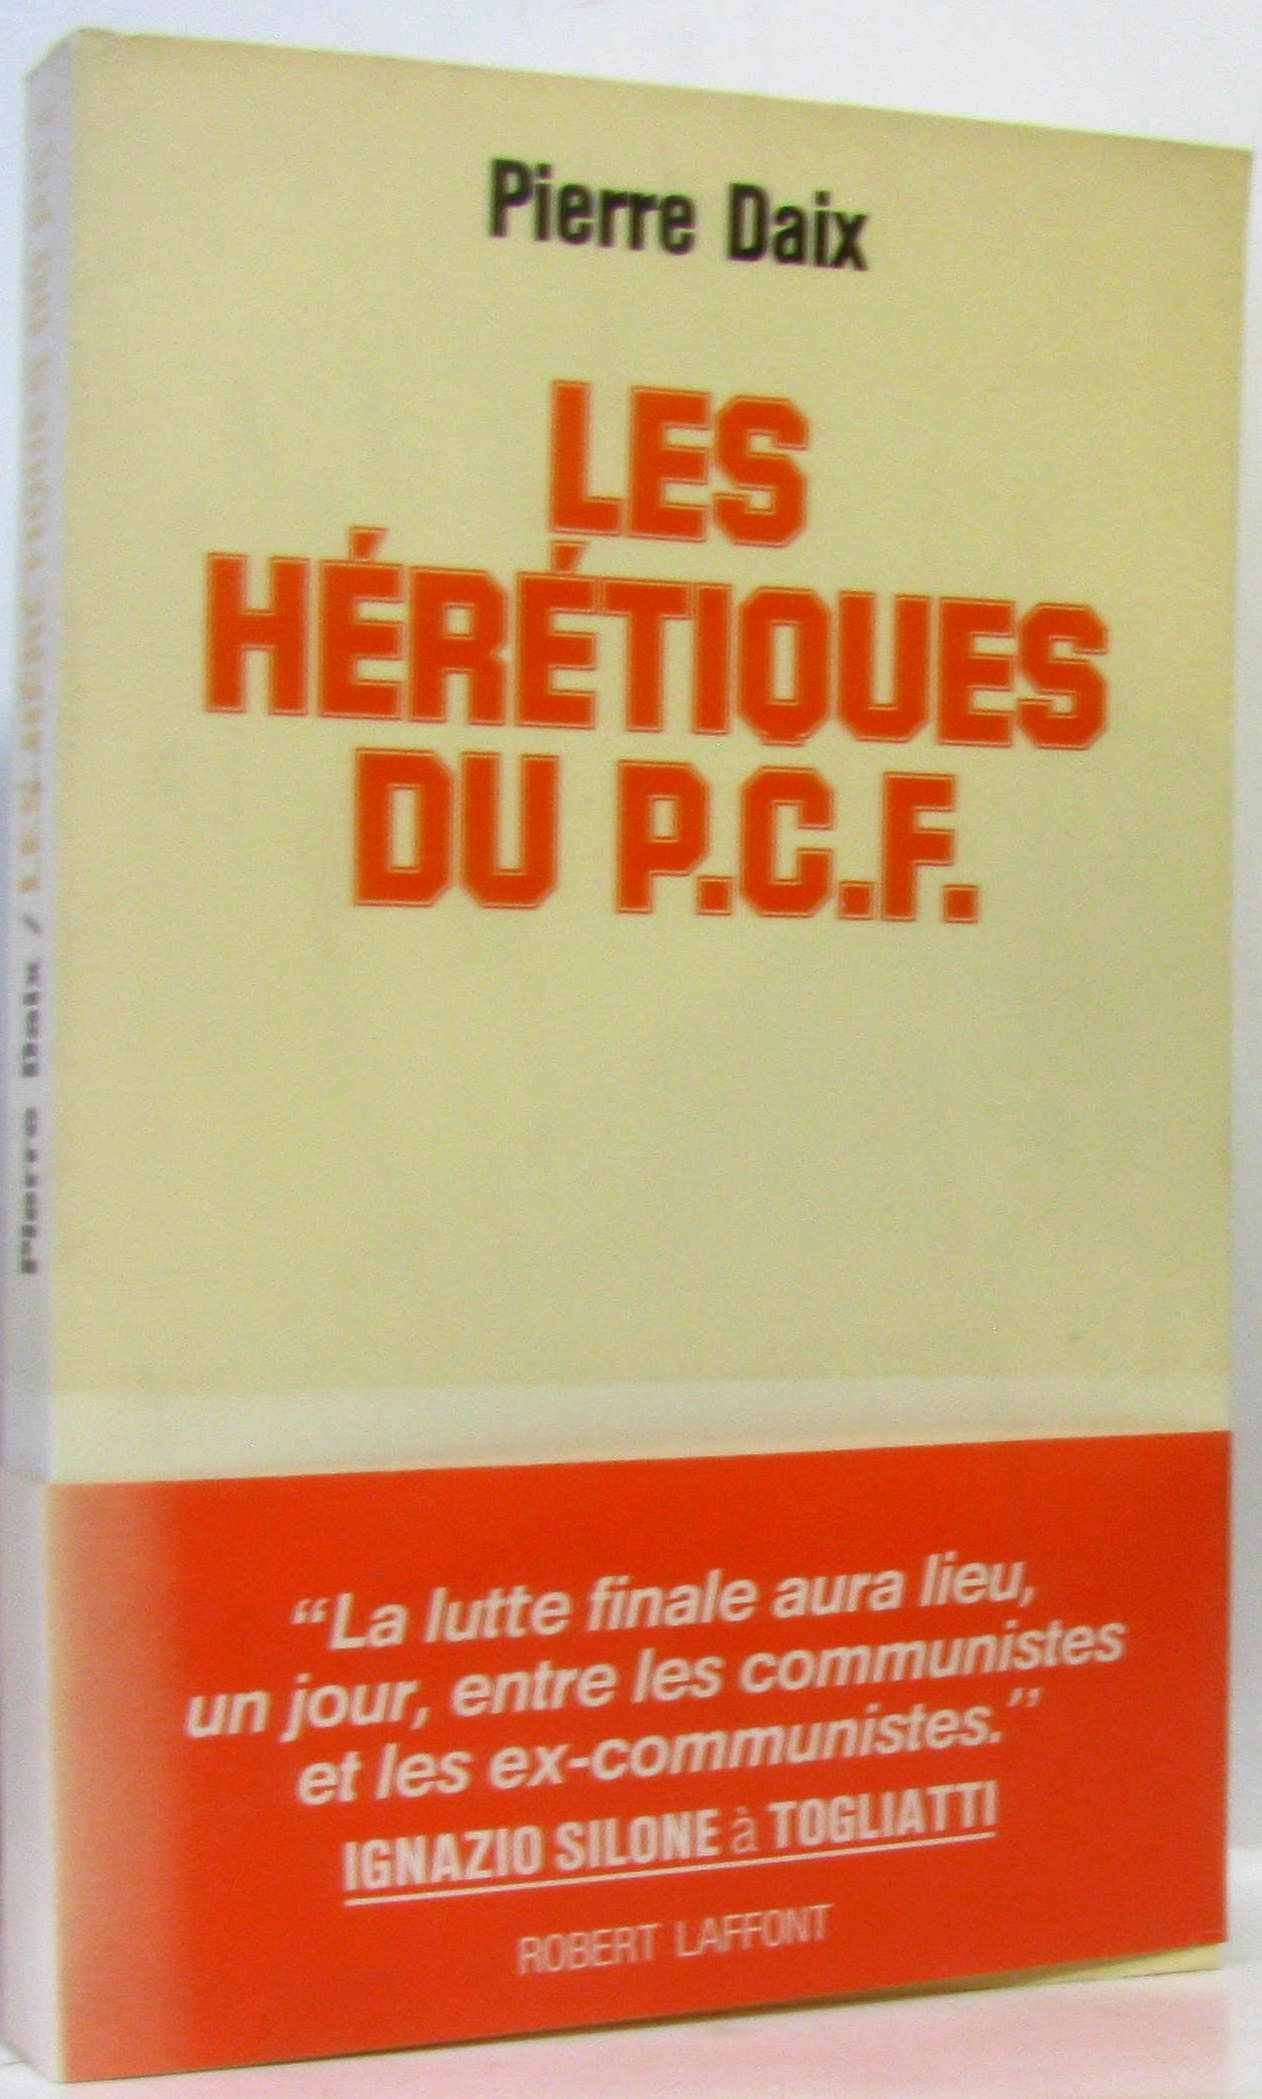 Pierre Daix
LES
HÉRÉTIQUES
DU P.C.F.
“La lutte finale aura lieu,
un jour, entre les communistes
et les ex-communistes.”
IGNAZIO SILONE à TOGLIATTI
ROBERT LAFFONT
Pierre Daix / LES